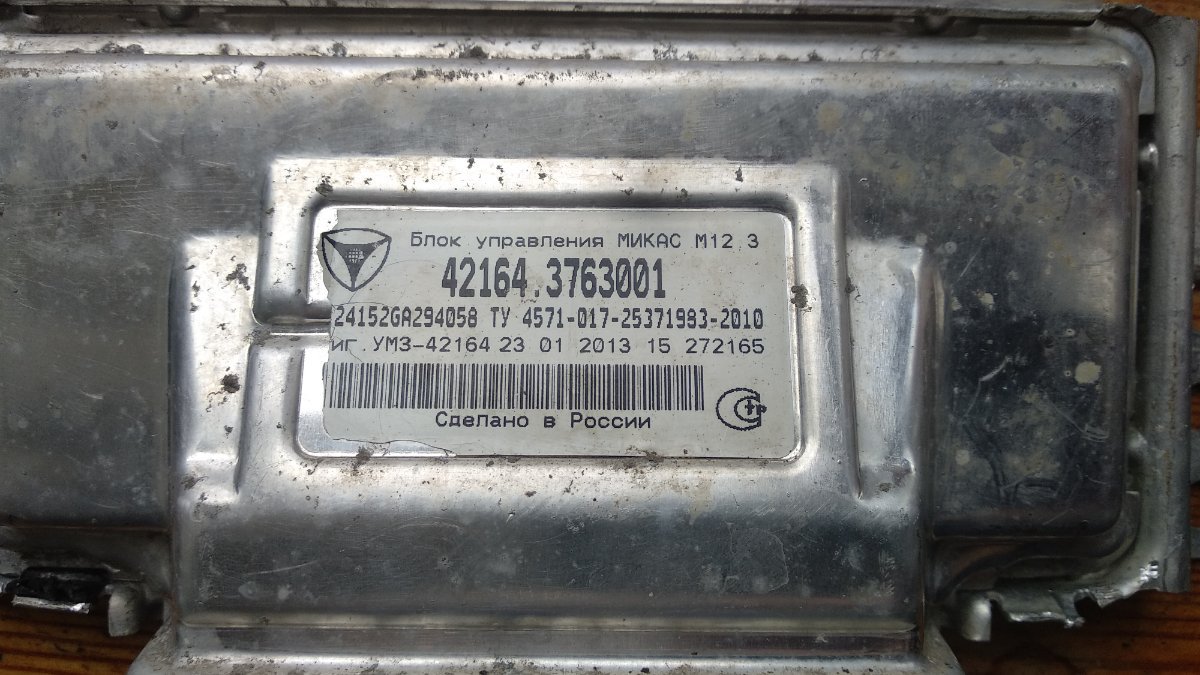 Блок управления МИКАС М12 3
42164.3763001
24152GA294058 ТУ 4571-017-25371983-2010
иг.УМЗ-42164 23 01 2013 15 272165
Сделано в России